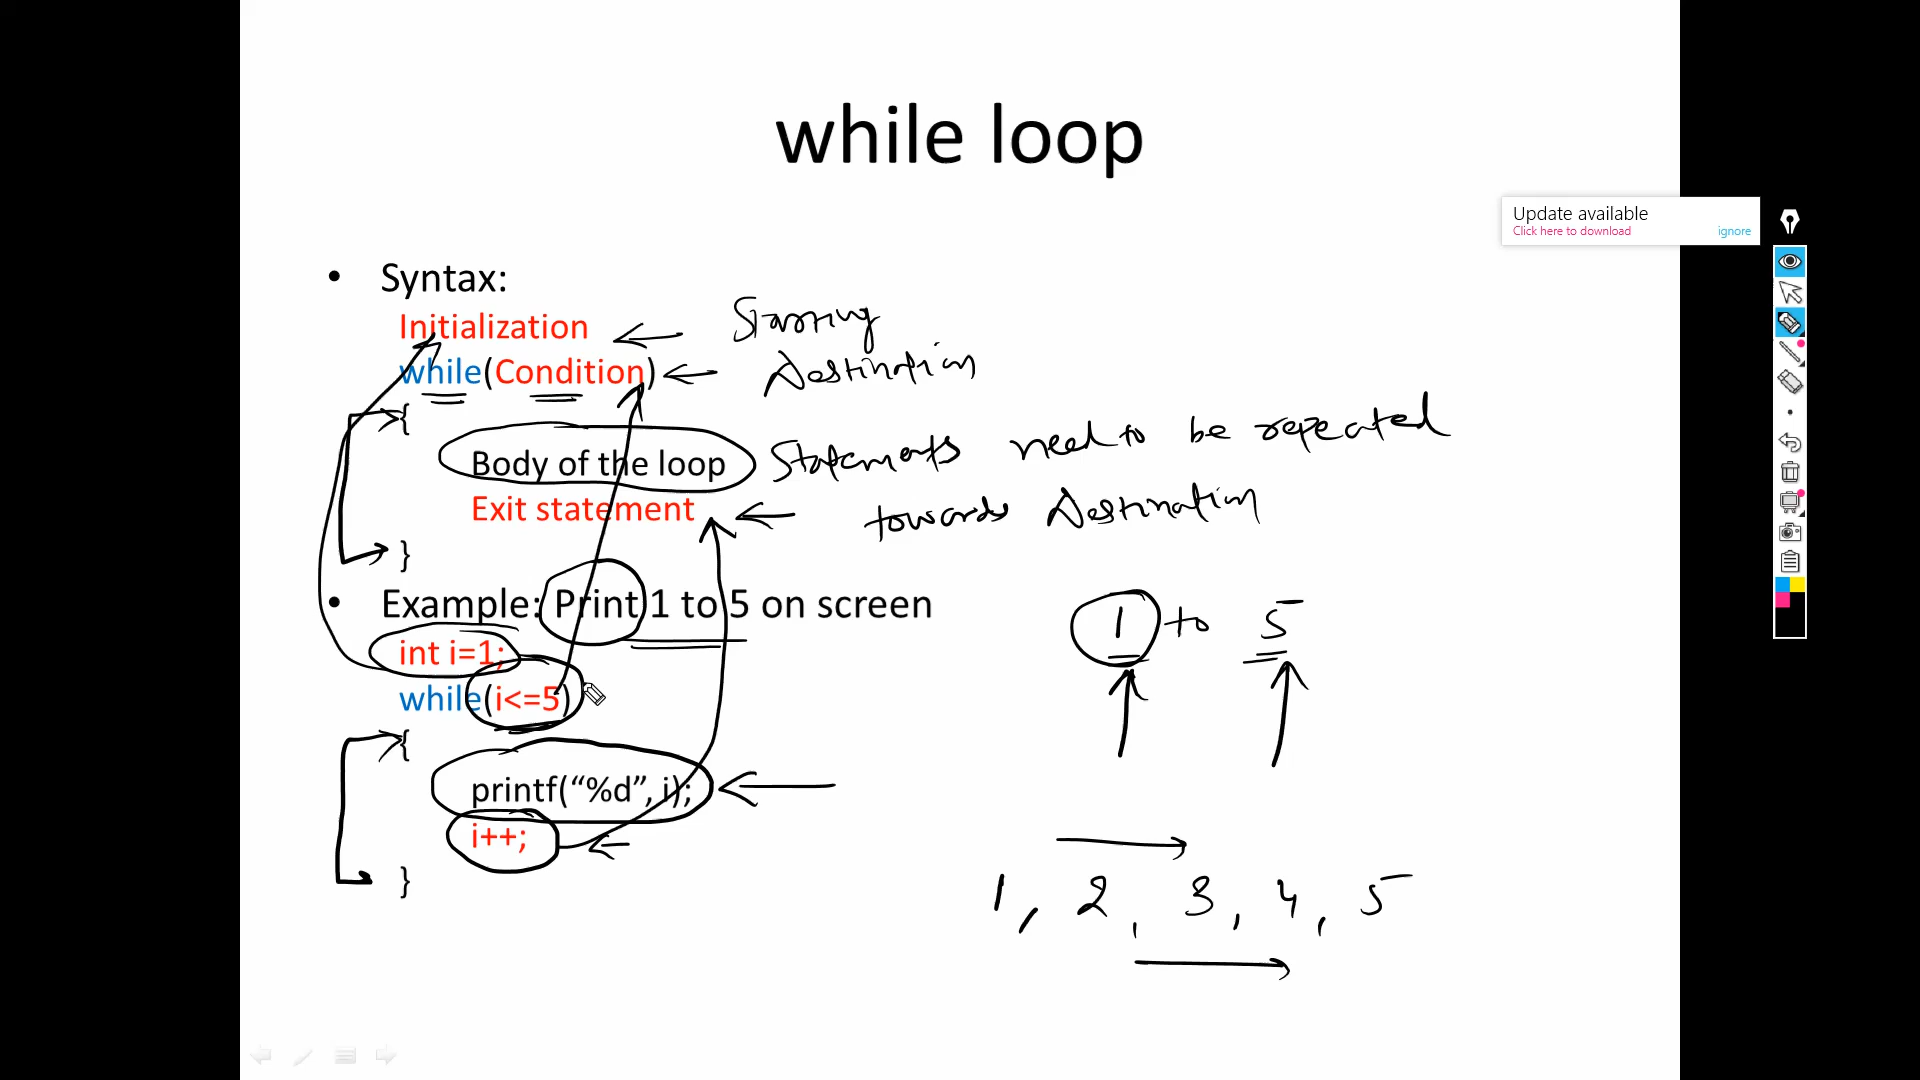 while loop
Update available
Click here to download ignore
• Syntax:
Initialization Starting
while(Condition) Destination
{
Body of the loop Statements need to be repeated
Exit statement towards Destination
}
• Example: Print 1 to 5 on screen
1 to 5
int i=1;
while(i<=5)
{
printf(“%d”, i);
i++;
}
1, 2, 3, 4, 5